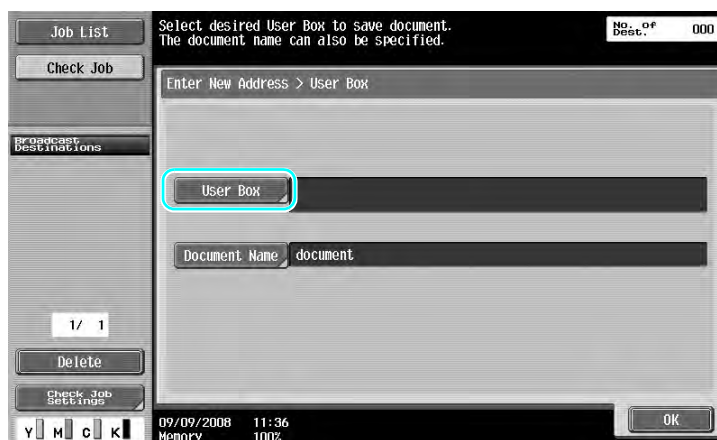 Job List
Check Job
Broadcast
Destinations
1/ 1
Delete
Check Job
Settings
Y M C K
Select desired User Box to save document.
The document name can also be specified.
No. of
Dest.
000
Enter New Address > User Box
User Box
Document Name
document
OK
09/09/2008 11:36
Memory 100%